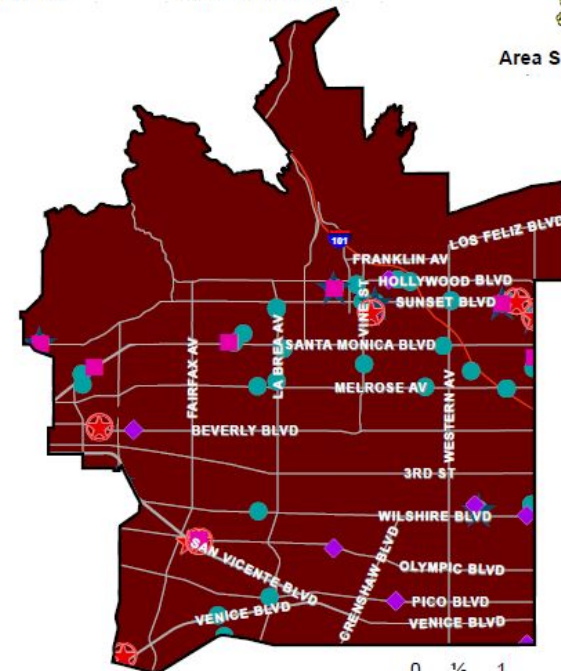 Area S
LOS FELIZ BLVD
101
FRANKLIN AV
HOLLYWOOD BLVD
SUNSET BLVD
VINE ST
SANTA MONICA BLVD
FAIRFAX AV
LA BREA AV
MELROSE AV
WESTERN AV
BEVERLY BLVD
3RD ST
WILSHIRE BLVD
CRENSHAW BLVD
SAN VICENTE BLVD
OLYMPIC BLVD
PICO BLVD
VENICE BLVD
VENICE BLVD
0 ½ 1